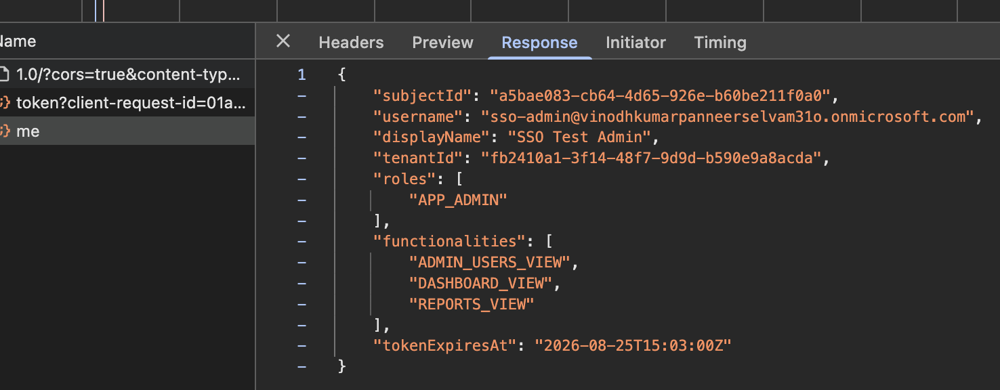 Name
Headers Preview Response Initiator Timing
1.0/?cors=true&content-typ...
token?client-request-id=01a...
me
1 {
– "subjectId": "a5bae083-cb64-4d65-926e-b60be211f0a0",
– "username": "sso-admin@vinodhkumarpanneerselvam31o.onmicrosoft.com",
– "displayName": "SSO Test Admin",
– "tenantId": "fb2410a1-3f14-48f7-9d9d-b590e9a8acda",
– "roles": [
– "APP_ADMIN"
– ],
– "functionalities": [
– "ADMIN_USERS_VIEW",
– "DASHBOARD_VIEW",
– "REPORTS_VIEW"
– ],
– "tokenExpiresAt": "2026-08-25T15:03:00Z"
– }